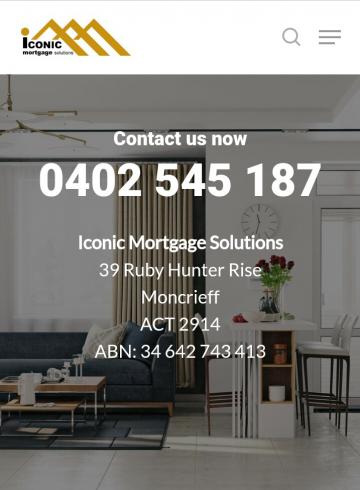 iconic
mortgage solutions
Contact us now
0402 545 187
Iconic Mortgage Solutions
39 Ruby Hunter Rise
Moncrieff
ACT 2914
ABN: 34 642 743 413